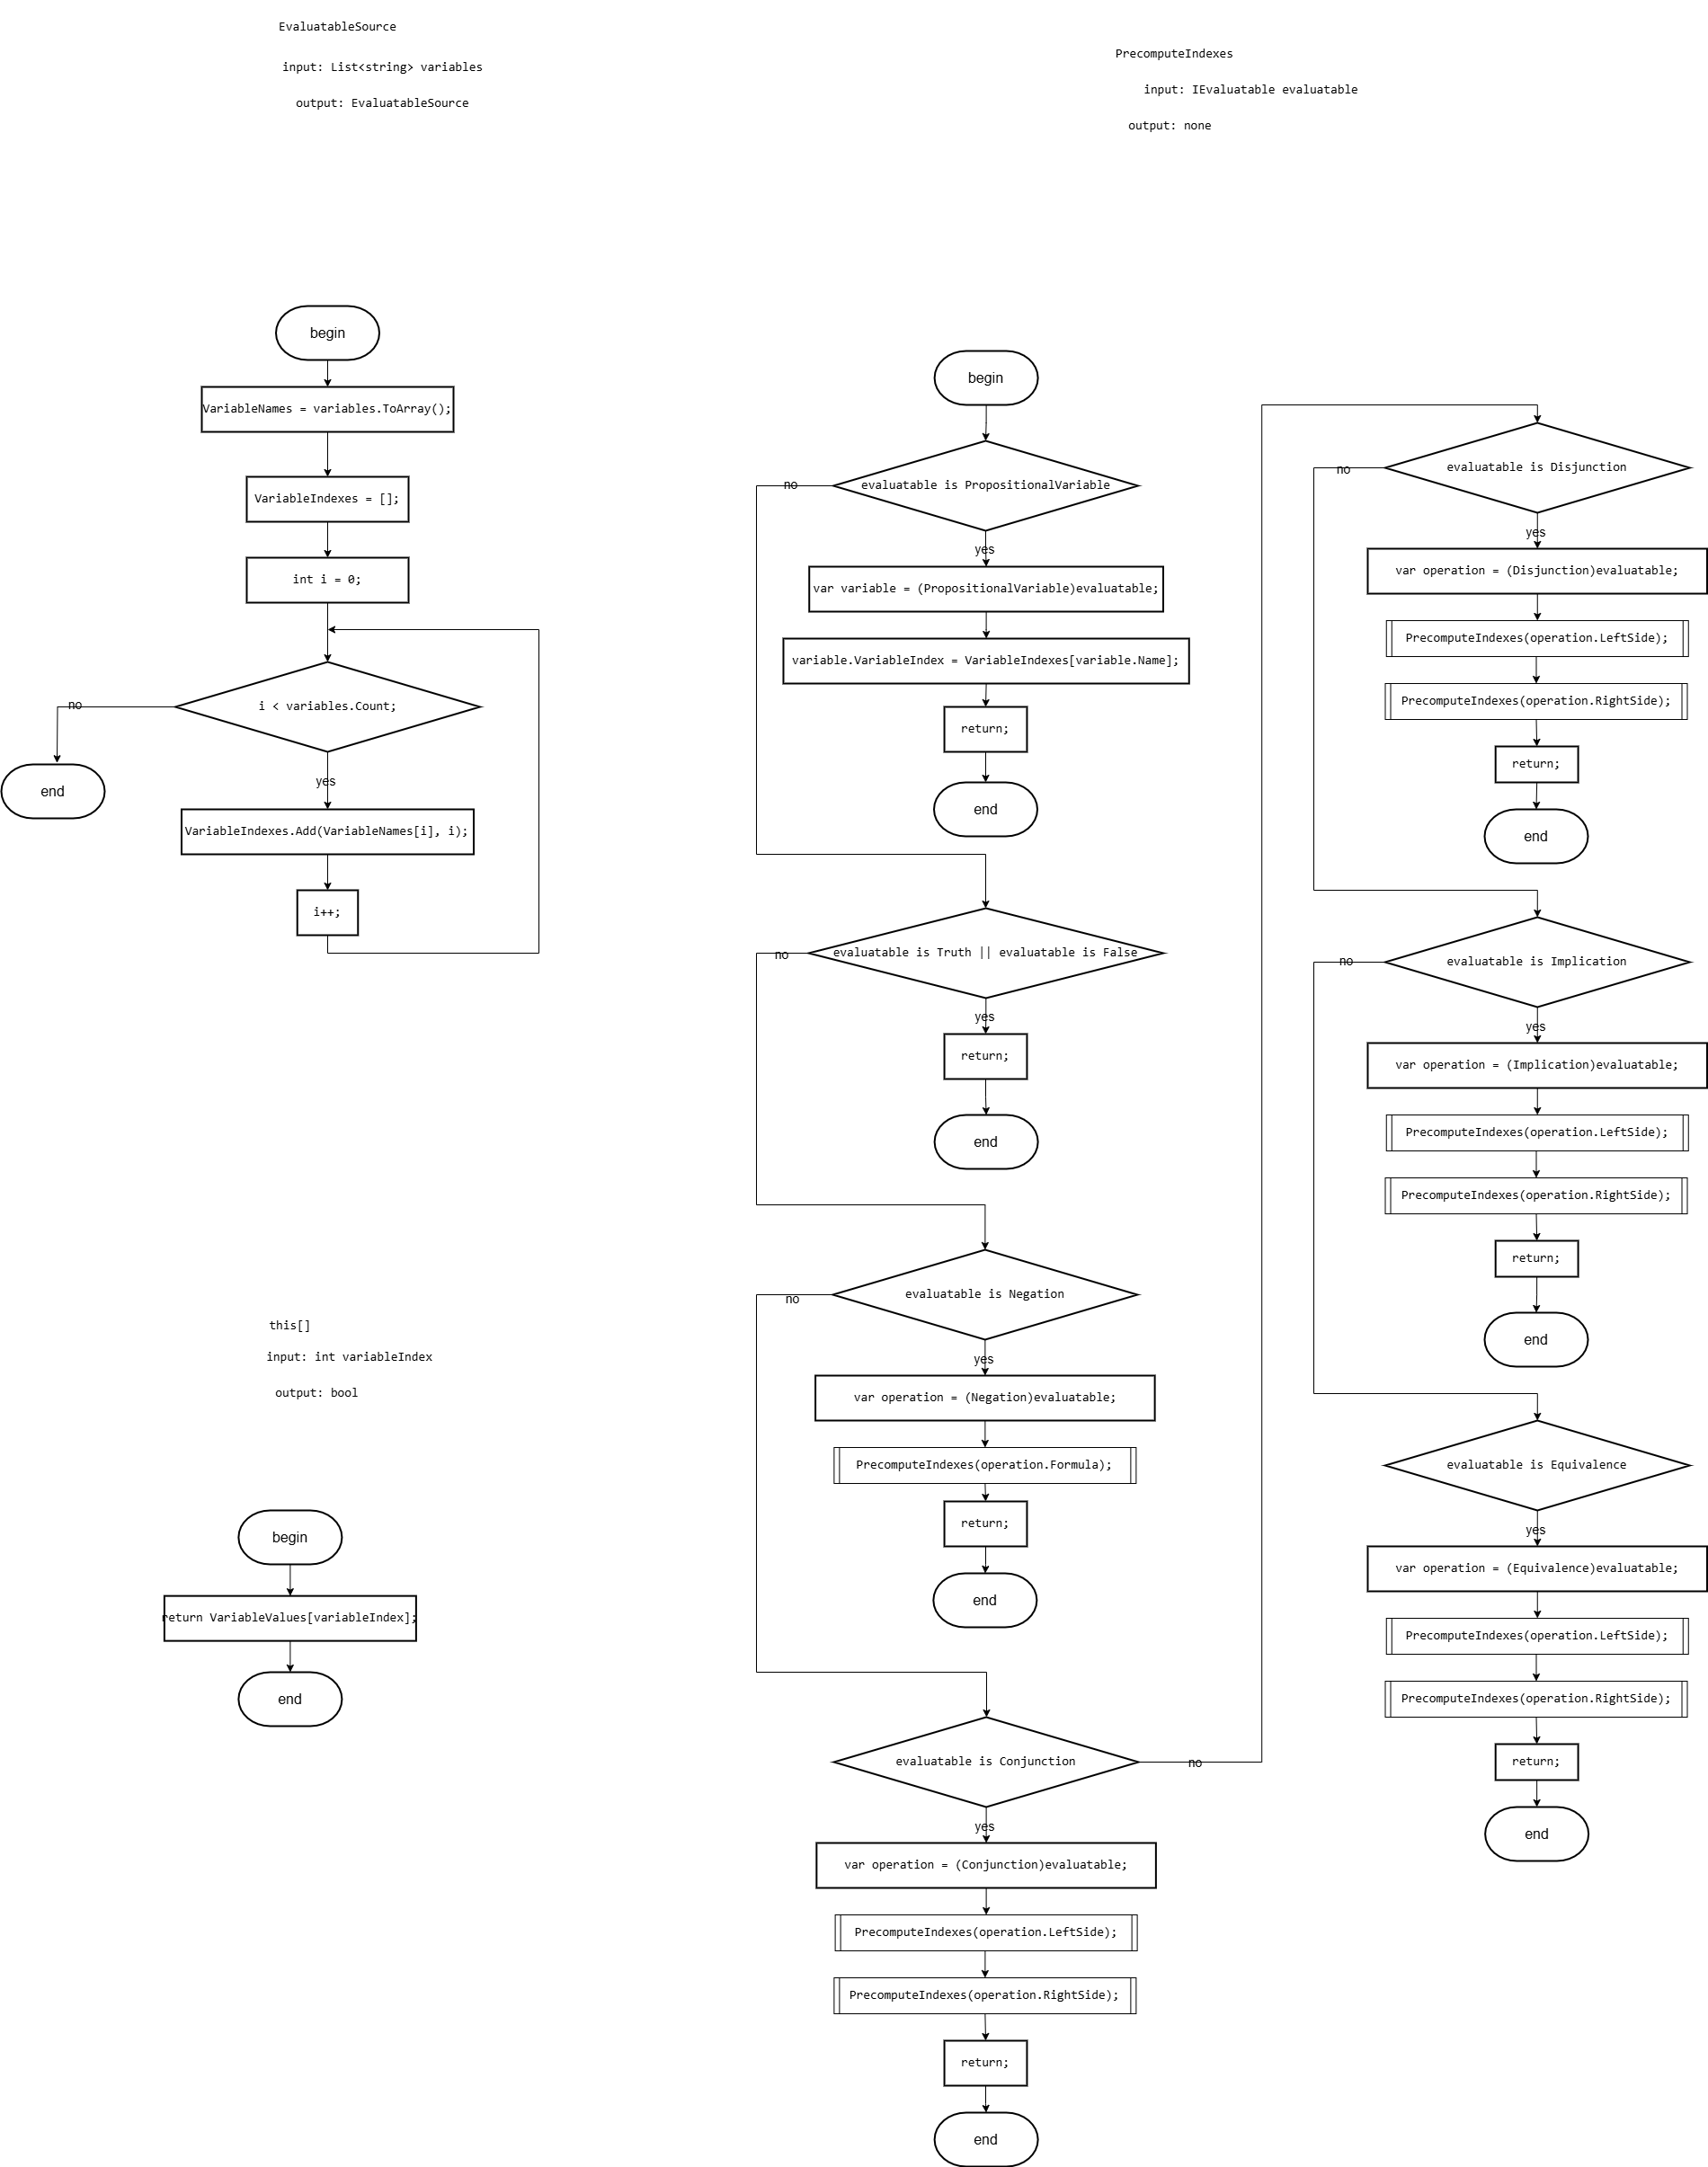 EvaluatableSource
input: List<string> variables
output: EvaluatableSource
begin
VariableNames = variables.ToArray();
VariableIndexes = [];
int i = 0;
i < variables.Count;
no
end
yes
VariableIndexes.Add(VariableNames[i], i);
i++;
this[]
input: int variableIndex
output: bool
begin
return VariableValues[variableIndex];
end
PrecomputeIndexes
input: IEvaluatable evaluatable
output: none
begin
evaluatable is PropositionalVariable
no
yes
var variable = (PropositionalVariable)evaluatable;
variable.VariableIndex = VariableIndexes[variable.Name];
return;
end
evaluatable is Truth || evaluatable is False
no
yes
return;
end
evaluatable is Negation
no
yes
var operation = (Negation)evaluatable;
PrecomputeIndexes(operation.Formula);
return;
end
evaluatable is Conjunction
no
yes
var operation = (Conjunction)evaluatable;
PrecomputeIndexes(operation.LeftSide);
PrecomputeIndexes(operation.RightSide);
return;
end
evaluatable is Disjunction
no
yes
var operation = (Disjunction)evaluatable;
PrecomputeIndexes(operation.LeftSide);
PrecomputeIndexes(operation.RightSide);
return;
end
evaluatable is Implication
no
yes
var operation = (Implication)evaluatable;
PrecomputeIndexes(operation.LeftSide);
PrecomputeIndexes(operation.RightSide);
return;
end
evaluatable is Equivalence
yes
var operation = (Equivalence)evaluatable;
PrecomputeIndexes(operation.LeftSide);
PrecomputeIndexes(operation.RightSide);
return;
end